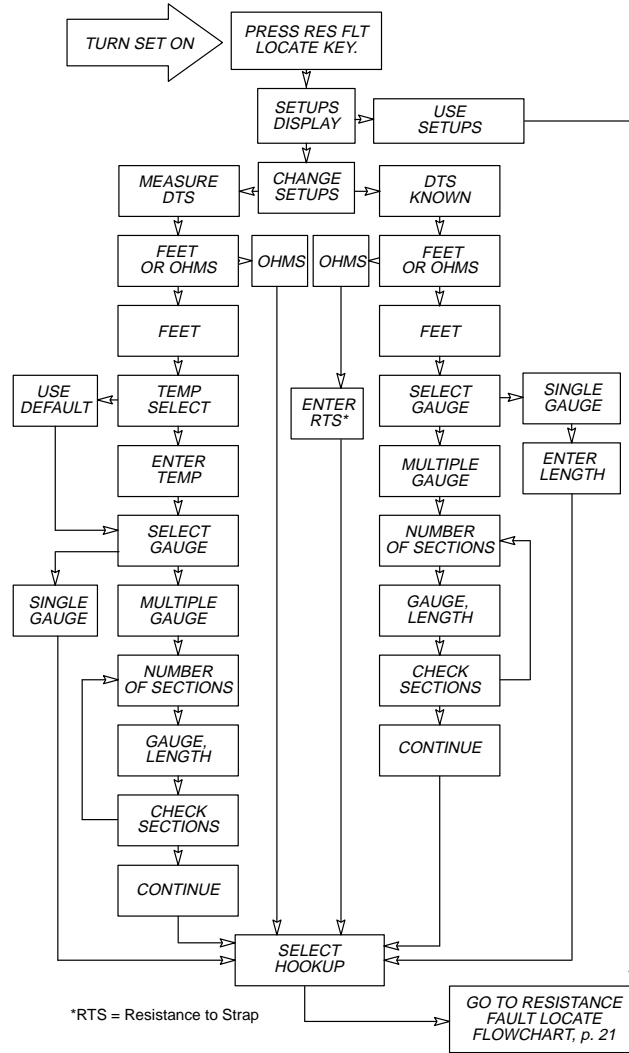 TURN SET ON
PRESS RES FLT
LOCATE KEY.
SETUPS
DISPLAY
USE
SETUPS
CHANGE
SETUPS
MEASURE
DTS
DTS
KNOWN
FEET
OR OHMS
OHMS
OHMS
FEET
OR OHMS
FEET
FEET
USE
DEFAULT
TEMP
SELECT
ENTER
RTS*
SELECT
GAUGE
SINGLE
GAUGE
ENTER
TEMP
MULTIPLE
GAUGE
ENTER
LENGTH
SELECT
GAUGE
NUMBER
OF SECTIONS
SINGLE
GAUGE
MULTIPLE
GAUGE
GAUGE,
LENGTH
NUMBER
OF SECTIONS
CHECK
SECTIONS
GAUGE,
LENGTH
CONTINUE
CHECK
SECTIONS
CONTINUE
SELECT
HOOKUP
*RTS = Resistance to Strap
GO TO RESISTANCE
FAULT LOCATE
FLOWCHART, p. 21